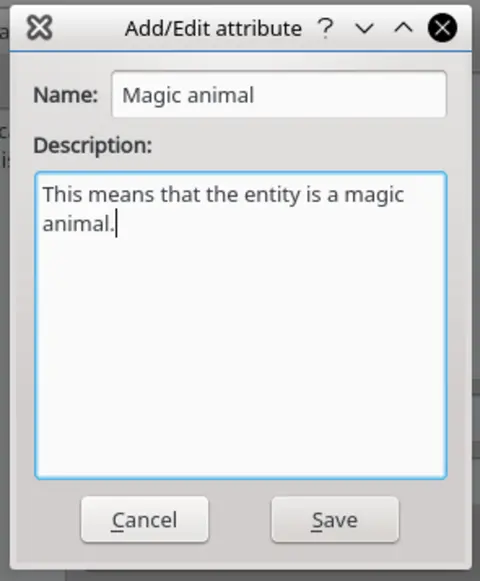 Add/Edit attribute ?
Name: Magic animal
Description:
This means that the entity is a magic
animal.
Cancel Save